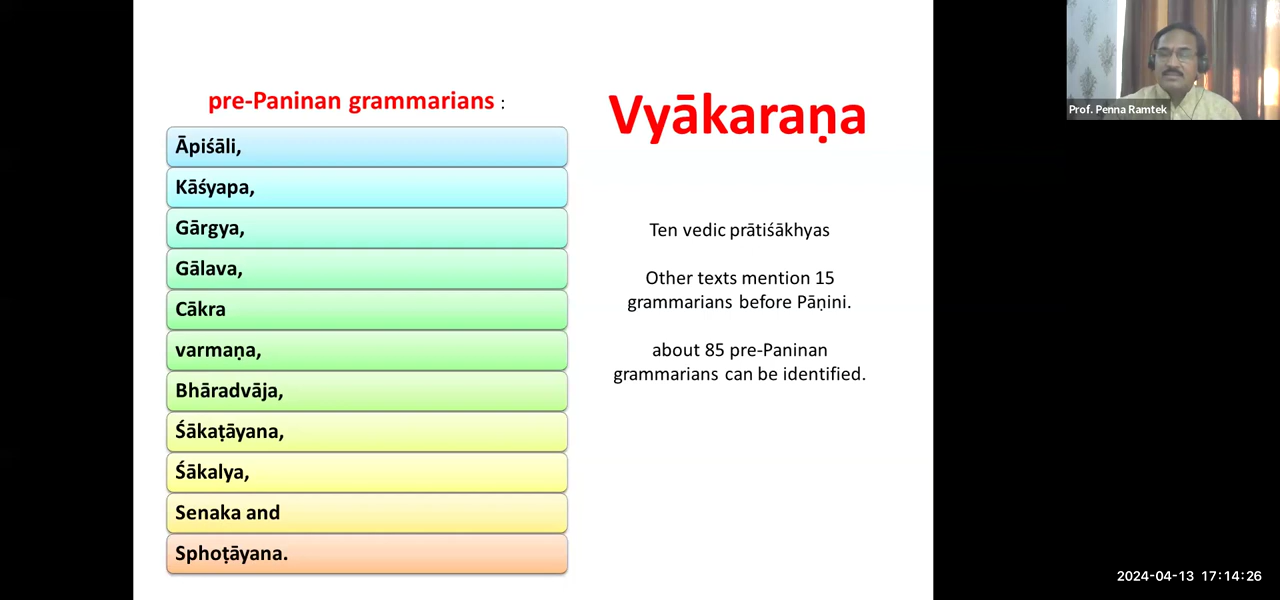 pre-Paninan grammarians :
Āpiśāli,
Kāśyapa,
Gārgya,
Gālava,
Cākra
varmaṇa,
Bhāradvāja,
Śākaṭāyana,
Śākalya,
Senaka and
Sphoṭāyana.
Vyākaraṇa
Ten vedic prātiśākhyas
Other texts mention 15
grammarians before Pāṇini.
about 85 pre-Paninan
grammarians can be identified.
Prof. Penna Ramtek
2024-04-13 17:14:26